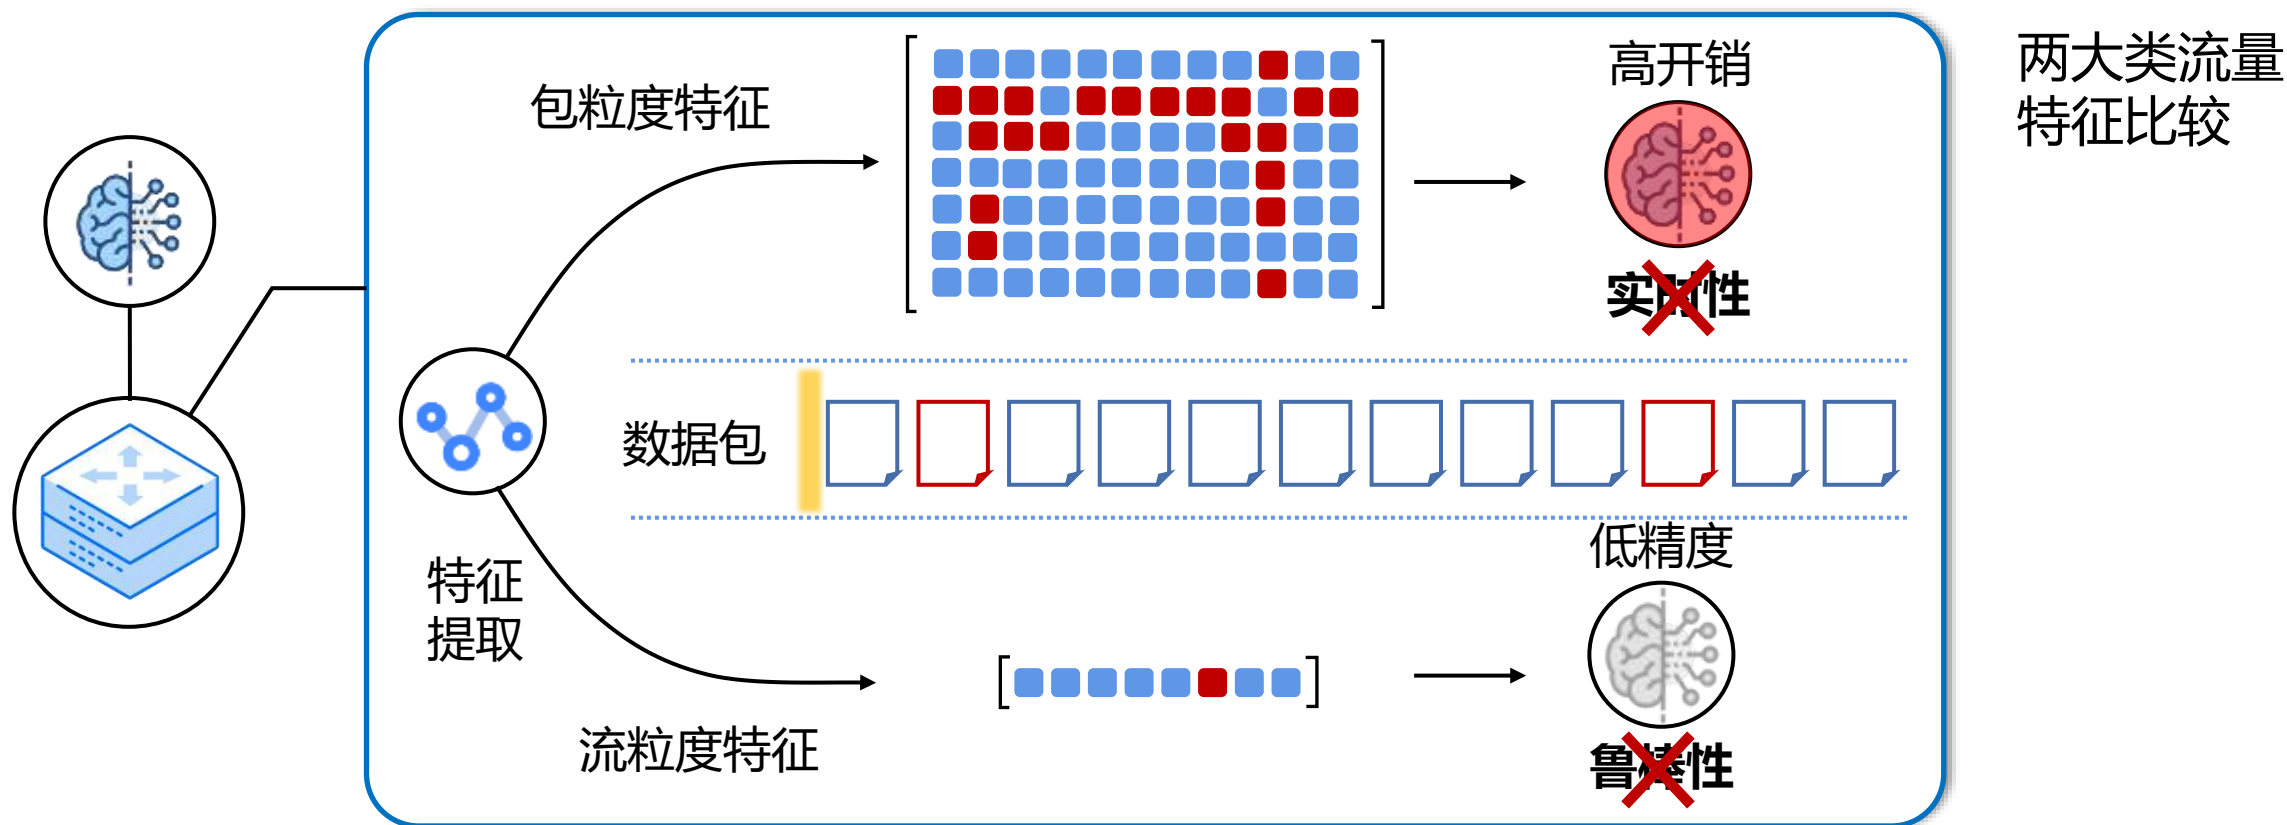 两大类流量
特征比较
包粒度特征
高开销
实时性
数据包
特征
提取
低精度
流粒度特征
鲁棒性